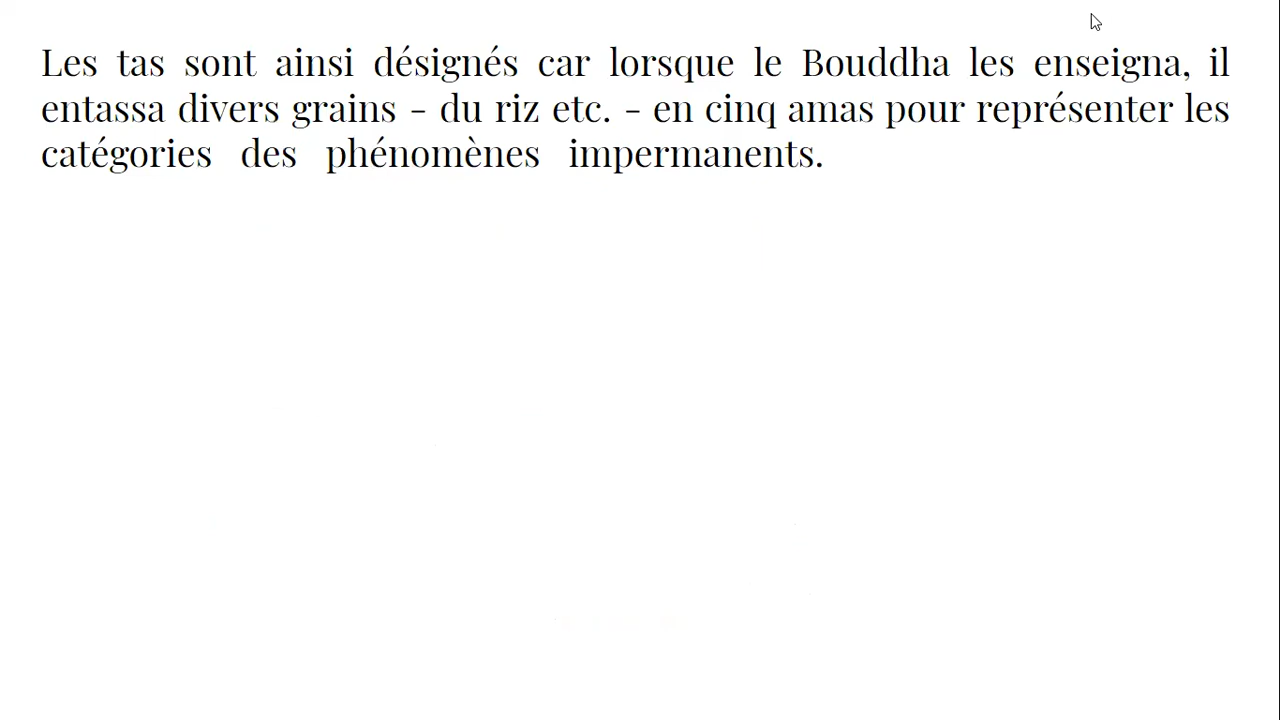 Les tas sont ainsi désignés car lorsque le Bouddha les enseigna, il
entassa divers grains - du riz etc. - en cinq amas pour représenter les
catégories des phénomènes impermanents.